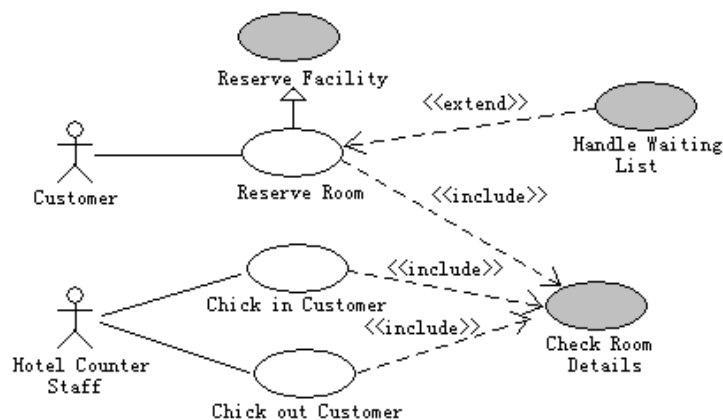 Reserve Facility
<<extend>>
Handle Waiting
List
Customer
Reserve Room
<<include>>
<<include>>
Chick in Customer
<<include>>
Hotel Counter
Staff
Check Room
Details
Chick out Customer